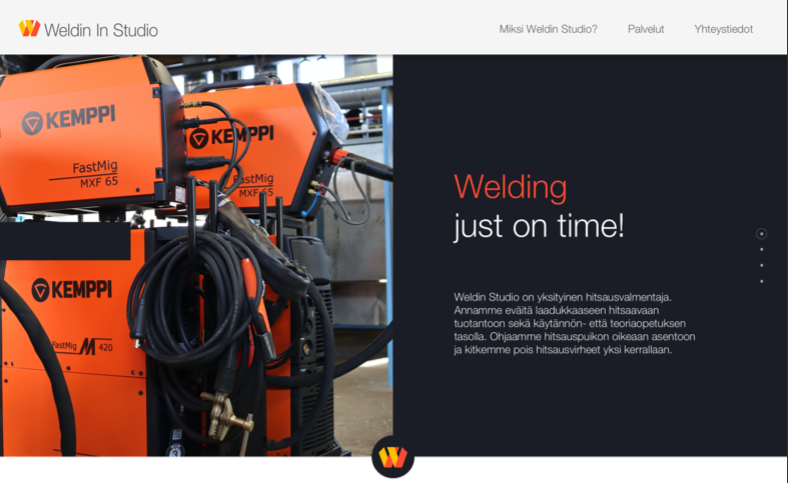 Weldin In Studio
Miksi Weldin Studio?
Palvelut
Yhteystiedot
KEMPPI
FastMig
MXF 65
KEMPPI
FastMig
MXF 65
KEMPPI
FastMig M 420
Welding
just on time!
Weldin Studio on yksityinen hitsausvalmentaja.
Annamme eväitä laadukkaaseen hitsaavaan
tuotantoon sekä käytännön- että teoriaopetuksen
tasolla. Ohjaamme hitsauspuikon oikeaan asentoon
ja kitkemme pois hitsausvirheet yksi kerrallaan.